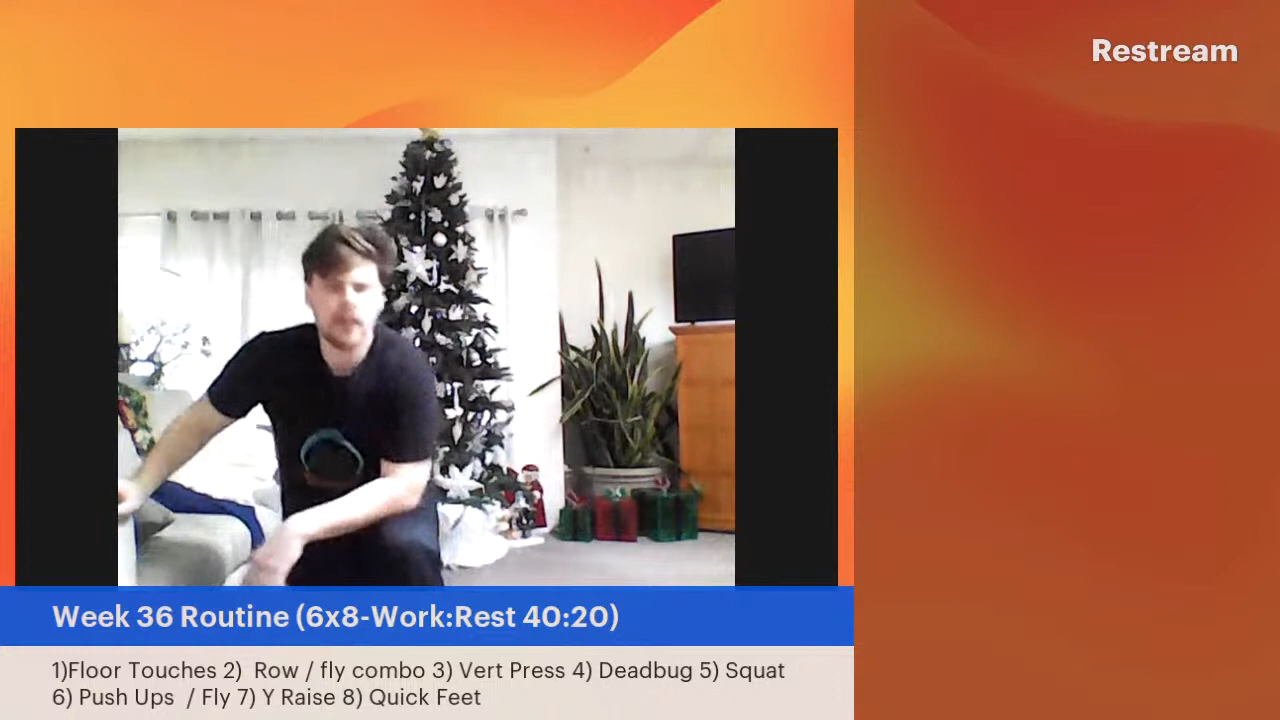 Restream
Week 36 Routine (6x8-Work:Rest 40:20)
1)Floor Touches 2)  Row / fly combo 3) Vert Press 4) Deadbug 5) Squat
6) Push Ups  / Fly 7) Y Raise 8) Quick Feet